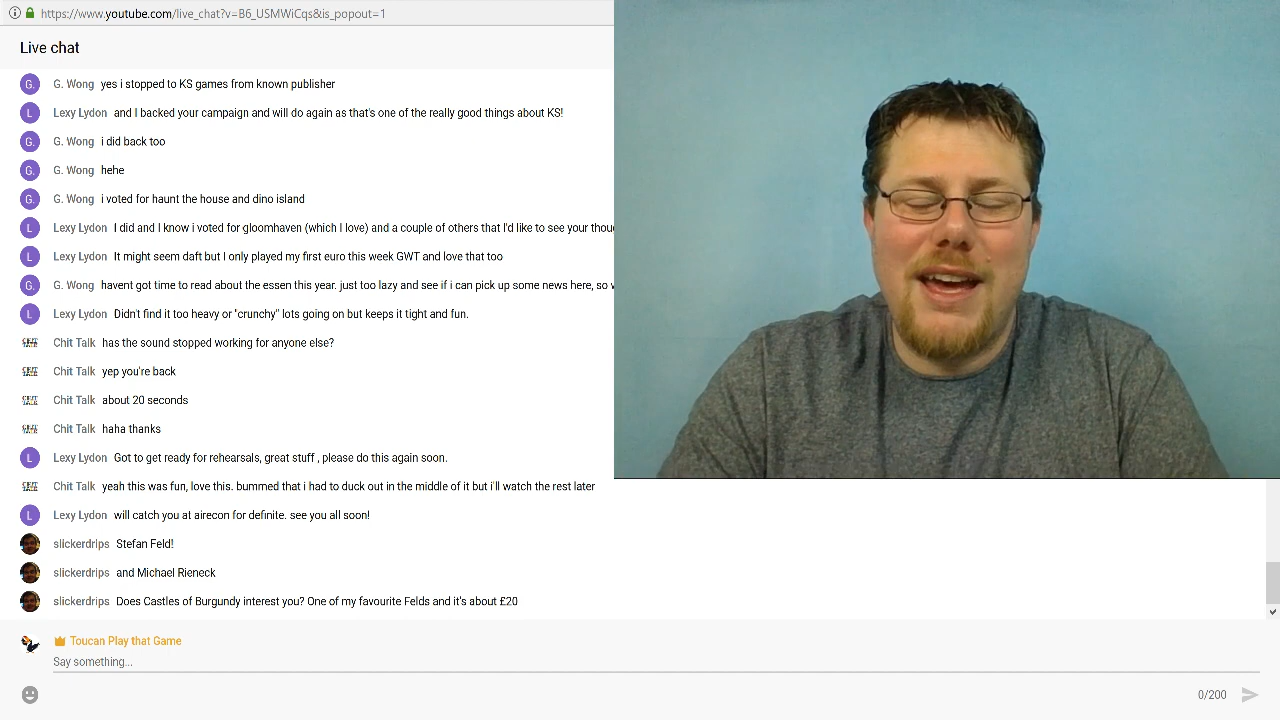 https://www.youtube.com/live_chat?v=B6_USMWiCqs&is_popout=1
Live chat
G. G. Wong yes i stopped to KS games from known publisher
L Lexy Lydon and I backed your campaign and will do again as that's one of the really good things about KS!
G. G. Wong i did back too
G. G. Wong hehe
G. G. Wong i voted for haunt the house and dino island
L Lexy Lydon I did and I know i voted for gloomhaven (which I love) and a couple of others that I'd like to see your
L Lexy Lydon It might seem daft but I only played my first euro this week GWT and love that too
G. G. Wong havent got time to read about the essen this year. just too lazy and see if i can pick up some news here, so
L Lexy Lydon Didn't find it too heavy or "crunchy" lots going on but keeps it tight and fun.
Chit Talk has the sound stopped working for anyone else?
Chit Talk yep you're back
Chit Talk about 20 seconds
Chit Talk haha thanks
L Lexy Lydon Got to get ready for rehearsals, great stuff , please do this again soon.
Chit Talk yeah this was fun, love this. bummed that i had to duck out in the middle of it but i'll watch the rest later
L Lexy Lydon will catch you at airecon for definite. see you all soon!
slickerdrips Stefan Feld!
slickerdrips and Michael Rieneck
slickerdrips Does Castles of Burgundy interest you? One of my favourite Felds and it's about £20
Toucan Play that Game
Say something...
0/200